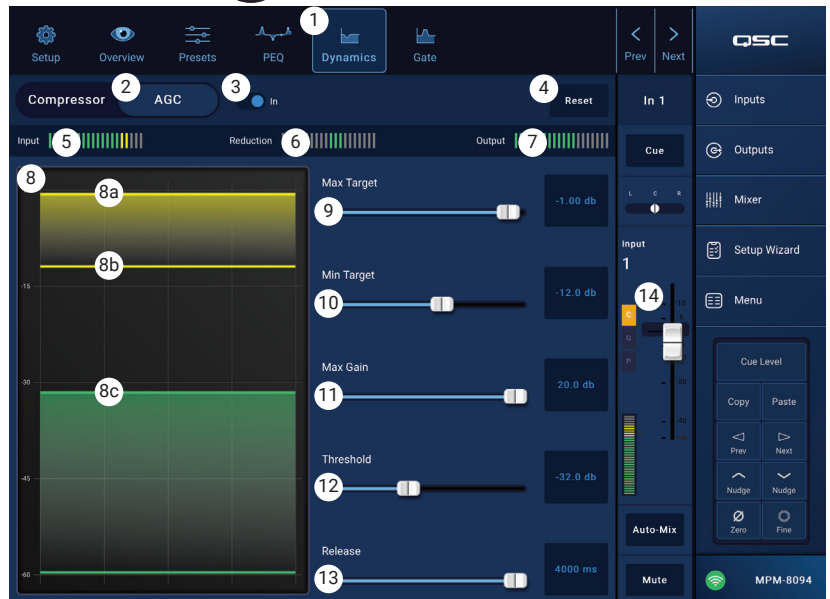 1
Setup
Overview
Presets
PEQ
Dynamics
Gate
Prev
Next
QSC
Compressor
2
AGC
3
In
4
Reset
In 1
Inputs
Input
5
Reduction
6
Output
7
Cue
Outputs
8
8a
8b
-15
-30
8c
-45
-60
Max Target
9
-1.00 db
Min Target
10
-12.0 db
Max Gain
11
20.0 db
Threshold
12
-32.0 db
Release
13
4000 ms
L C R
Input
1
14
10
5
C
G
P
-20
-40
Auto-Mix
Mute
Mixer
Setup Wizard
Menu
Cue Level
Copy
Paste
Prev
Next
Nudge
Nudge
Ø
Zero
Fine
MPM-8094